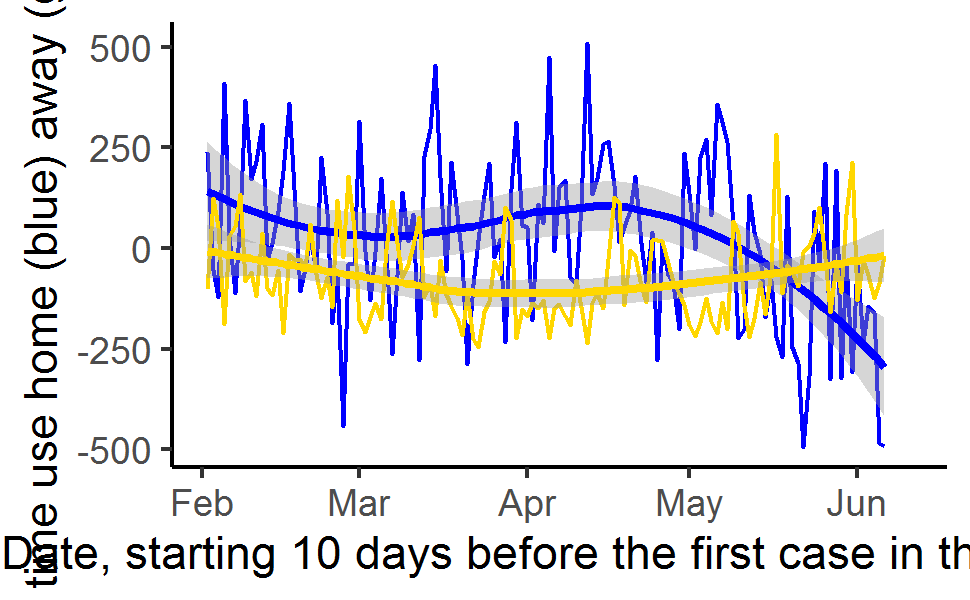 time use home (blue) away (
500
250
0
-250
-500
Feb Mar Apr May Jun
Date, starting 10 days before the first case in th